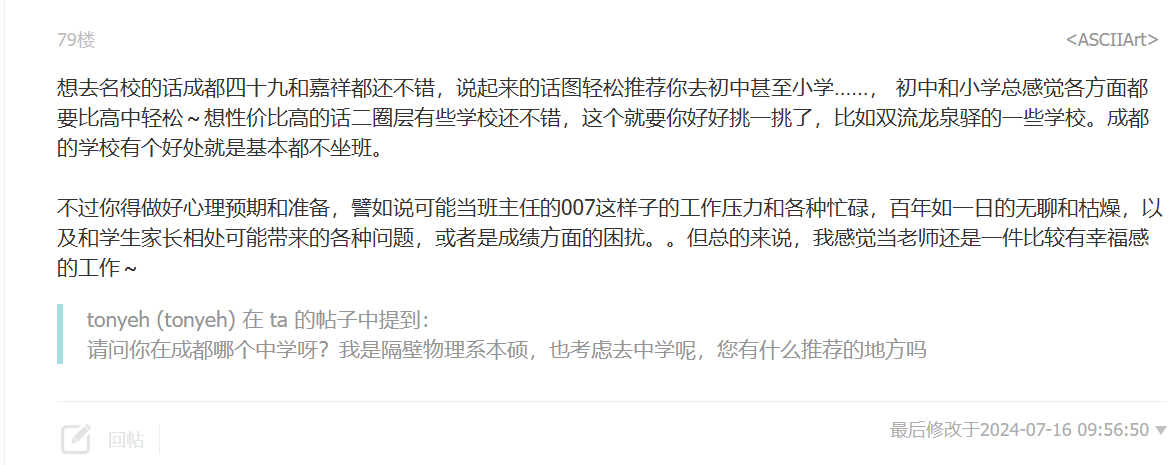 79楼
<ASCIIArt>
想去名校的话成都四十九和嘉祥都还不错，说起来的话图轻松推荐你去初中甚至小学......， 初中和小学总感觉各方面都
要比高中轻松～想性价比高的话二圈层有些学校还不错，这个就要你好好挑一挑了，比如双流龙泉驿的一些学校。成都
的学校有个好处就是基本都不坐班。
不过你得做好心理预期和准备，譬如说可能当班主任的007这样子的工作压力和各种忙碌，百年如一日的无聊和枯燥，以
及和学生家长相处可能带来的各种问题，或者是成绩方面的困扰。。但总的来说，我感觉当老师还是一件比较有幸福感
的工作～
tonyeh (tonyeh) 在 ta 的帖子中提到：
请问你在成都哪个中学呀？我是隔壁物理系本硕，也考虑去中学呢，您有什么推荐的地方吗
回帖
最后修改于2024-07-16 09:56:50